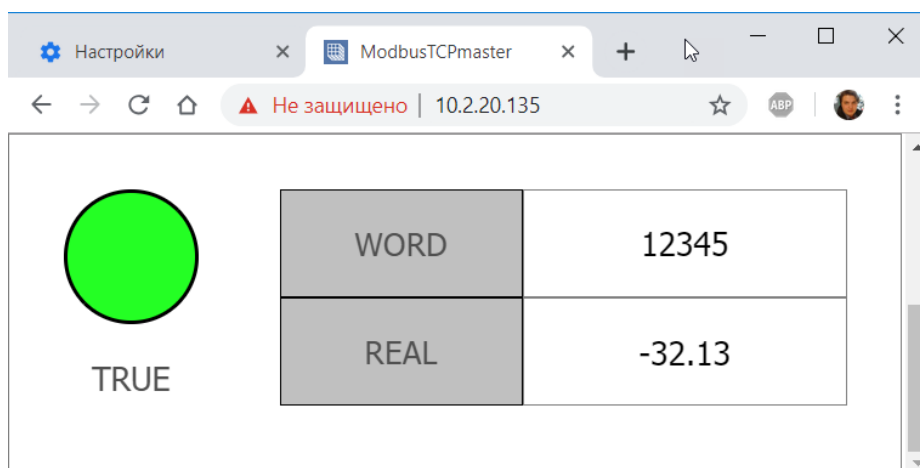 Настройки
ModbusTCPmaster
Не защищено
10.2.20.135
ABP
WORD
12345
REAL
-32.13
TRUE